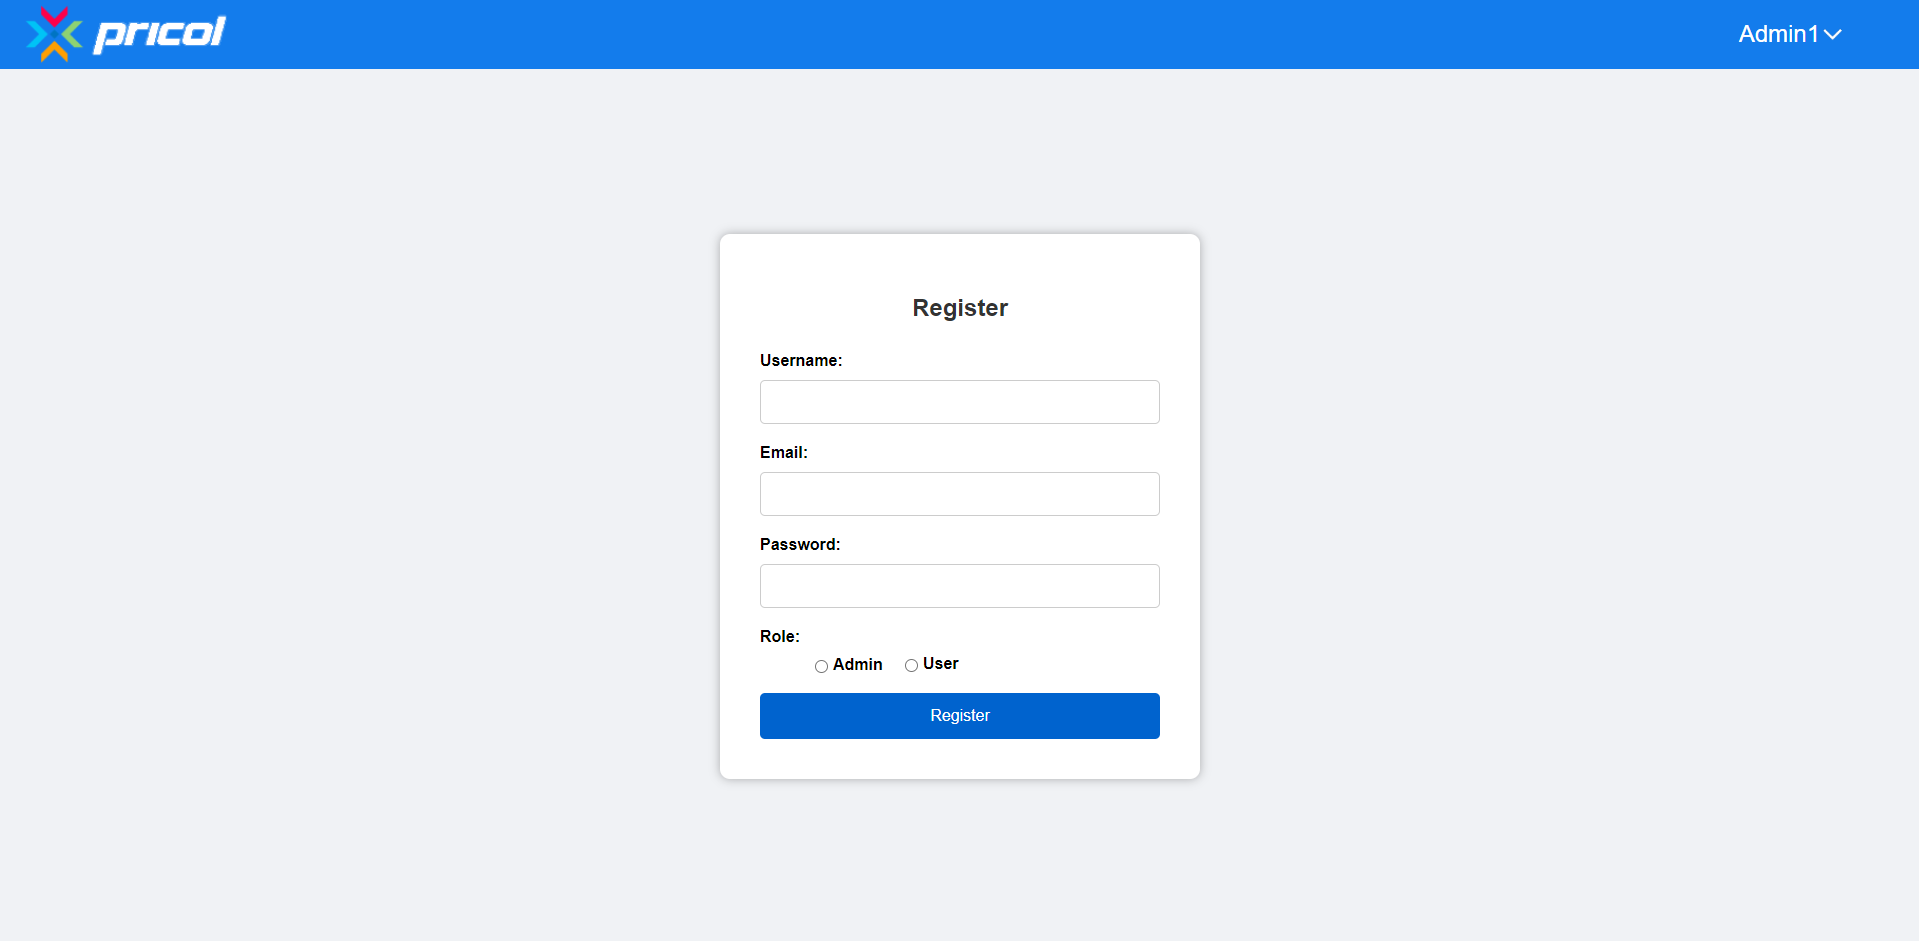 pricol
Admin1
Register
Username:
Email:
Password:
Role:
Admin User
Register